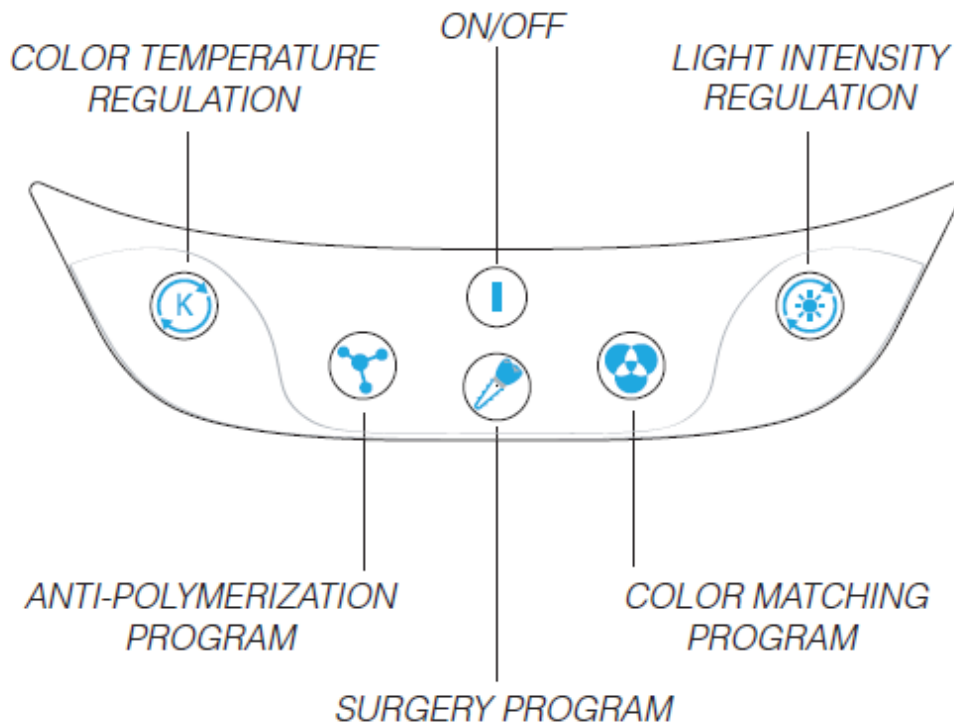 ON/OFF
COLOR TEMPERATURE
REGULATION
LIGHT INTENSITY
REGULATION
K
ANTI-POLYMERIZATION
PROGRAM
COLOR MATCHING
PROGRAM
SURGERY PROGRAM